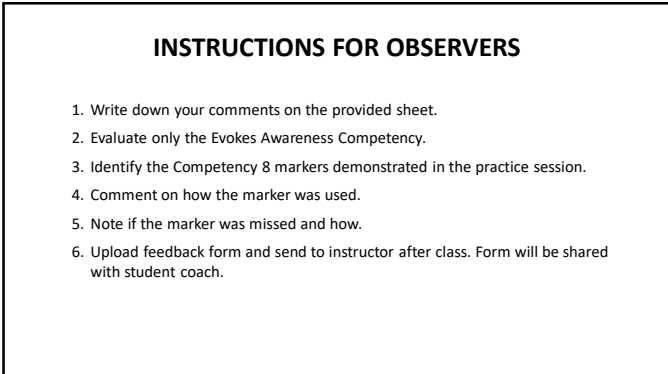 INSTRUCTIONS FOR OBSERVERS
1. Write down your comments on the provided sheet.
2. Evaluate only the Evokes Awareness Competency.
3. Identify the Competency 8 markers demonstrated in the practice session.
4. Comment on how the marker was used.
5. Note if the marker was missed and how.
6. Upload feedback form and send to instructor after class. Form will be shared
with student coach.